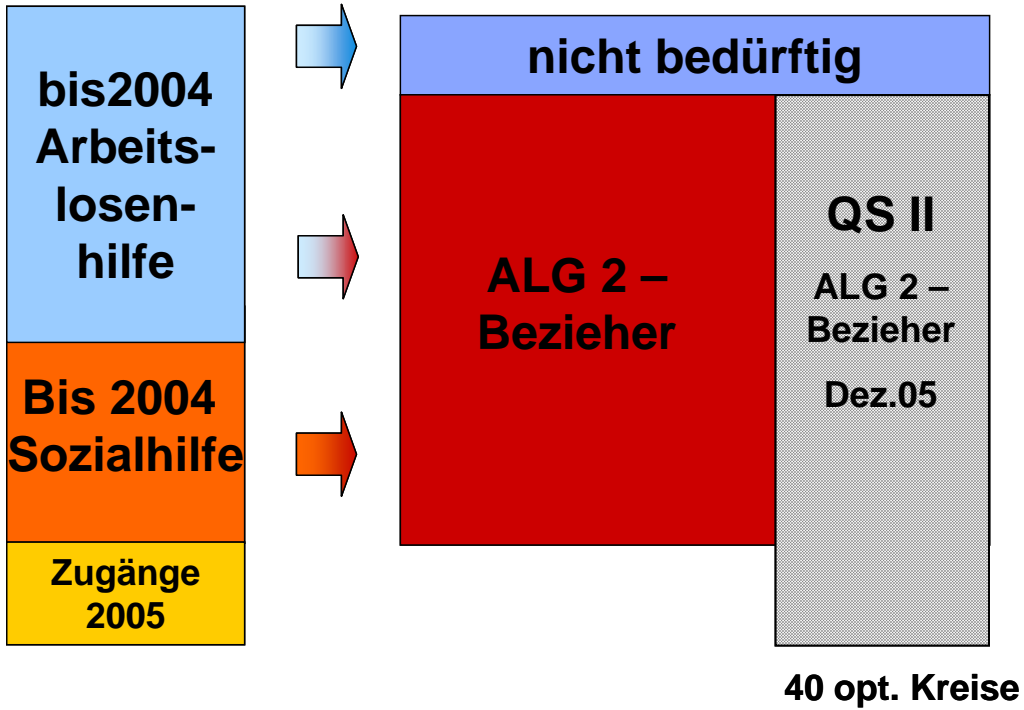 bis2004
Arbeits-
losen-
hilfe
Bis 2004
Sozialhilfe
Zugänge
2005
nicht bedürftig
ALG 2 –
Bezieher
QS II
ALG 2 –
Bezieher
Dez.05
40 opt. Kreise